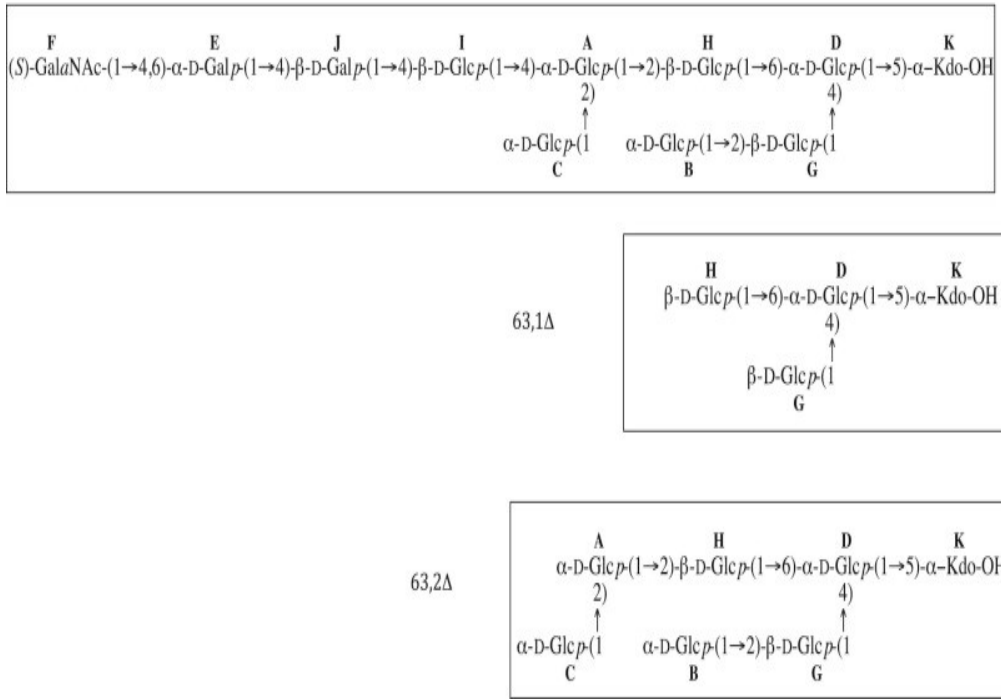 F E J I A H D K
(S)-GalaNAc-(1→4,6)-α-D-Galp-(1→4)-β-D-Galp-(1→4)-β-D-Glcp-(1→4)-α-D-Glcp-(1→2)-β-D-Glcp-(1→6)-α-D-Glcp-(1→5)-α–Kdo-OH
2) 4)
↑ ↑
α-D-Glcp-(1 α-D-Glcp-(1→2)-β-D-Glcp-(1
C B G
H D K
β-D-Glcp-(1→6)-α-D-Glcp-(1→5)-α–Kdo-OH
63,1Δ
4)
↑
β-D-Glcp-(1
G
A H D K
α-D-Glcp-(1→2)-β-D-Glcp-(1→6)-α-D-Glcp-(1→5)-α–Kdo-OH
63,2Δ
2) 4)
↑ ↑
α-D-Glcp-(1 α-D-Glcp-(1→2)-β-D-Glcp-(1
C B G